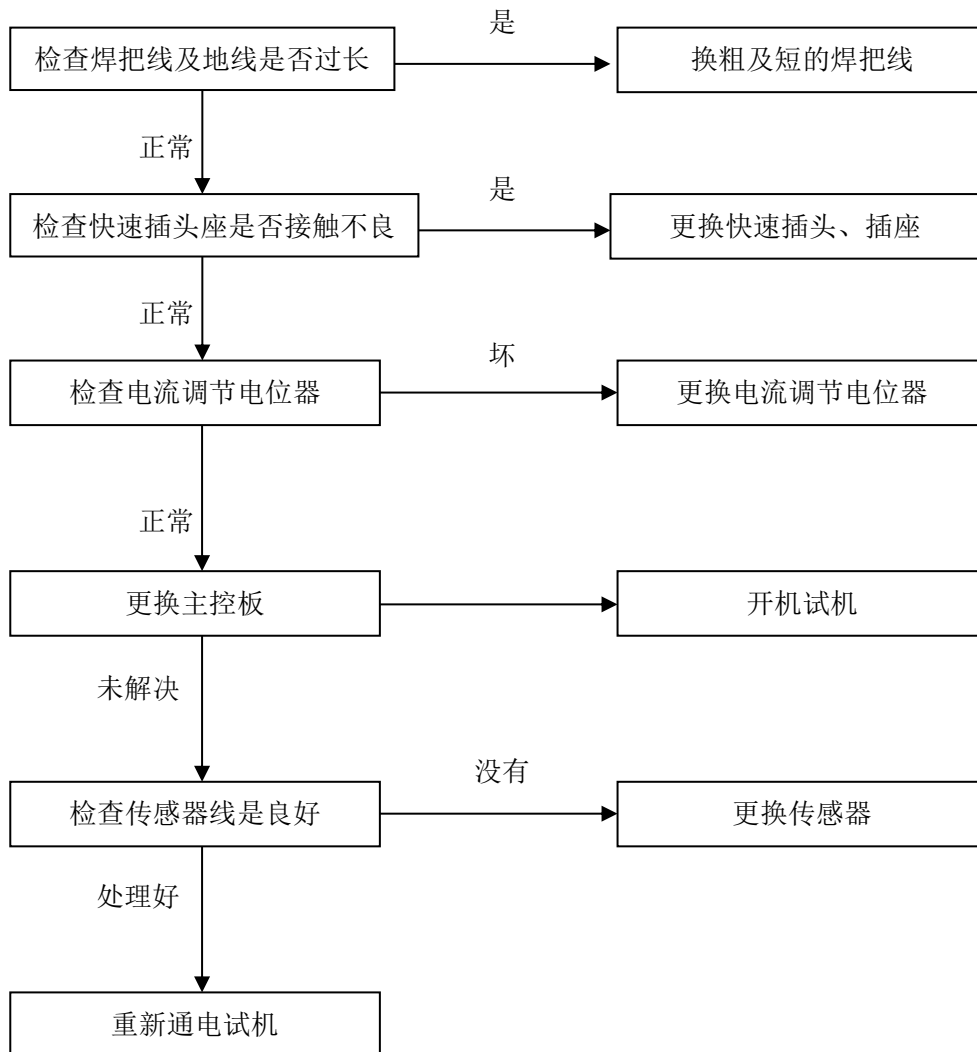 是
检查焊把线及地线是否过长
换粗及短的焊把线
正常
是
检查快速插头座是否接触不良
更换快速插头、插座
正常
坏
检查电流调节电位器
更换电流调节电位器
正常
更换主控板
开机试机
未解决
没有
检查传感器线是良好
更换传感器
处理好
重新通电试机